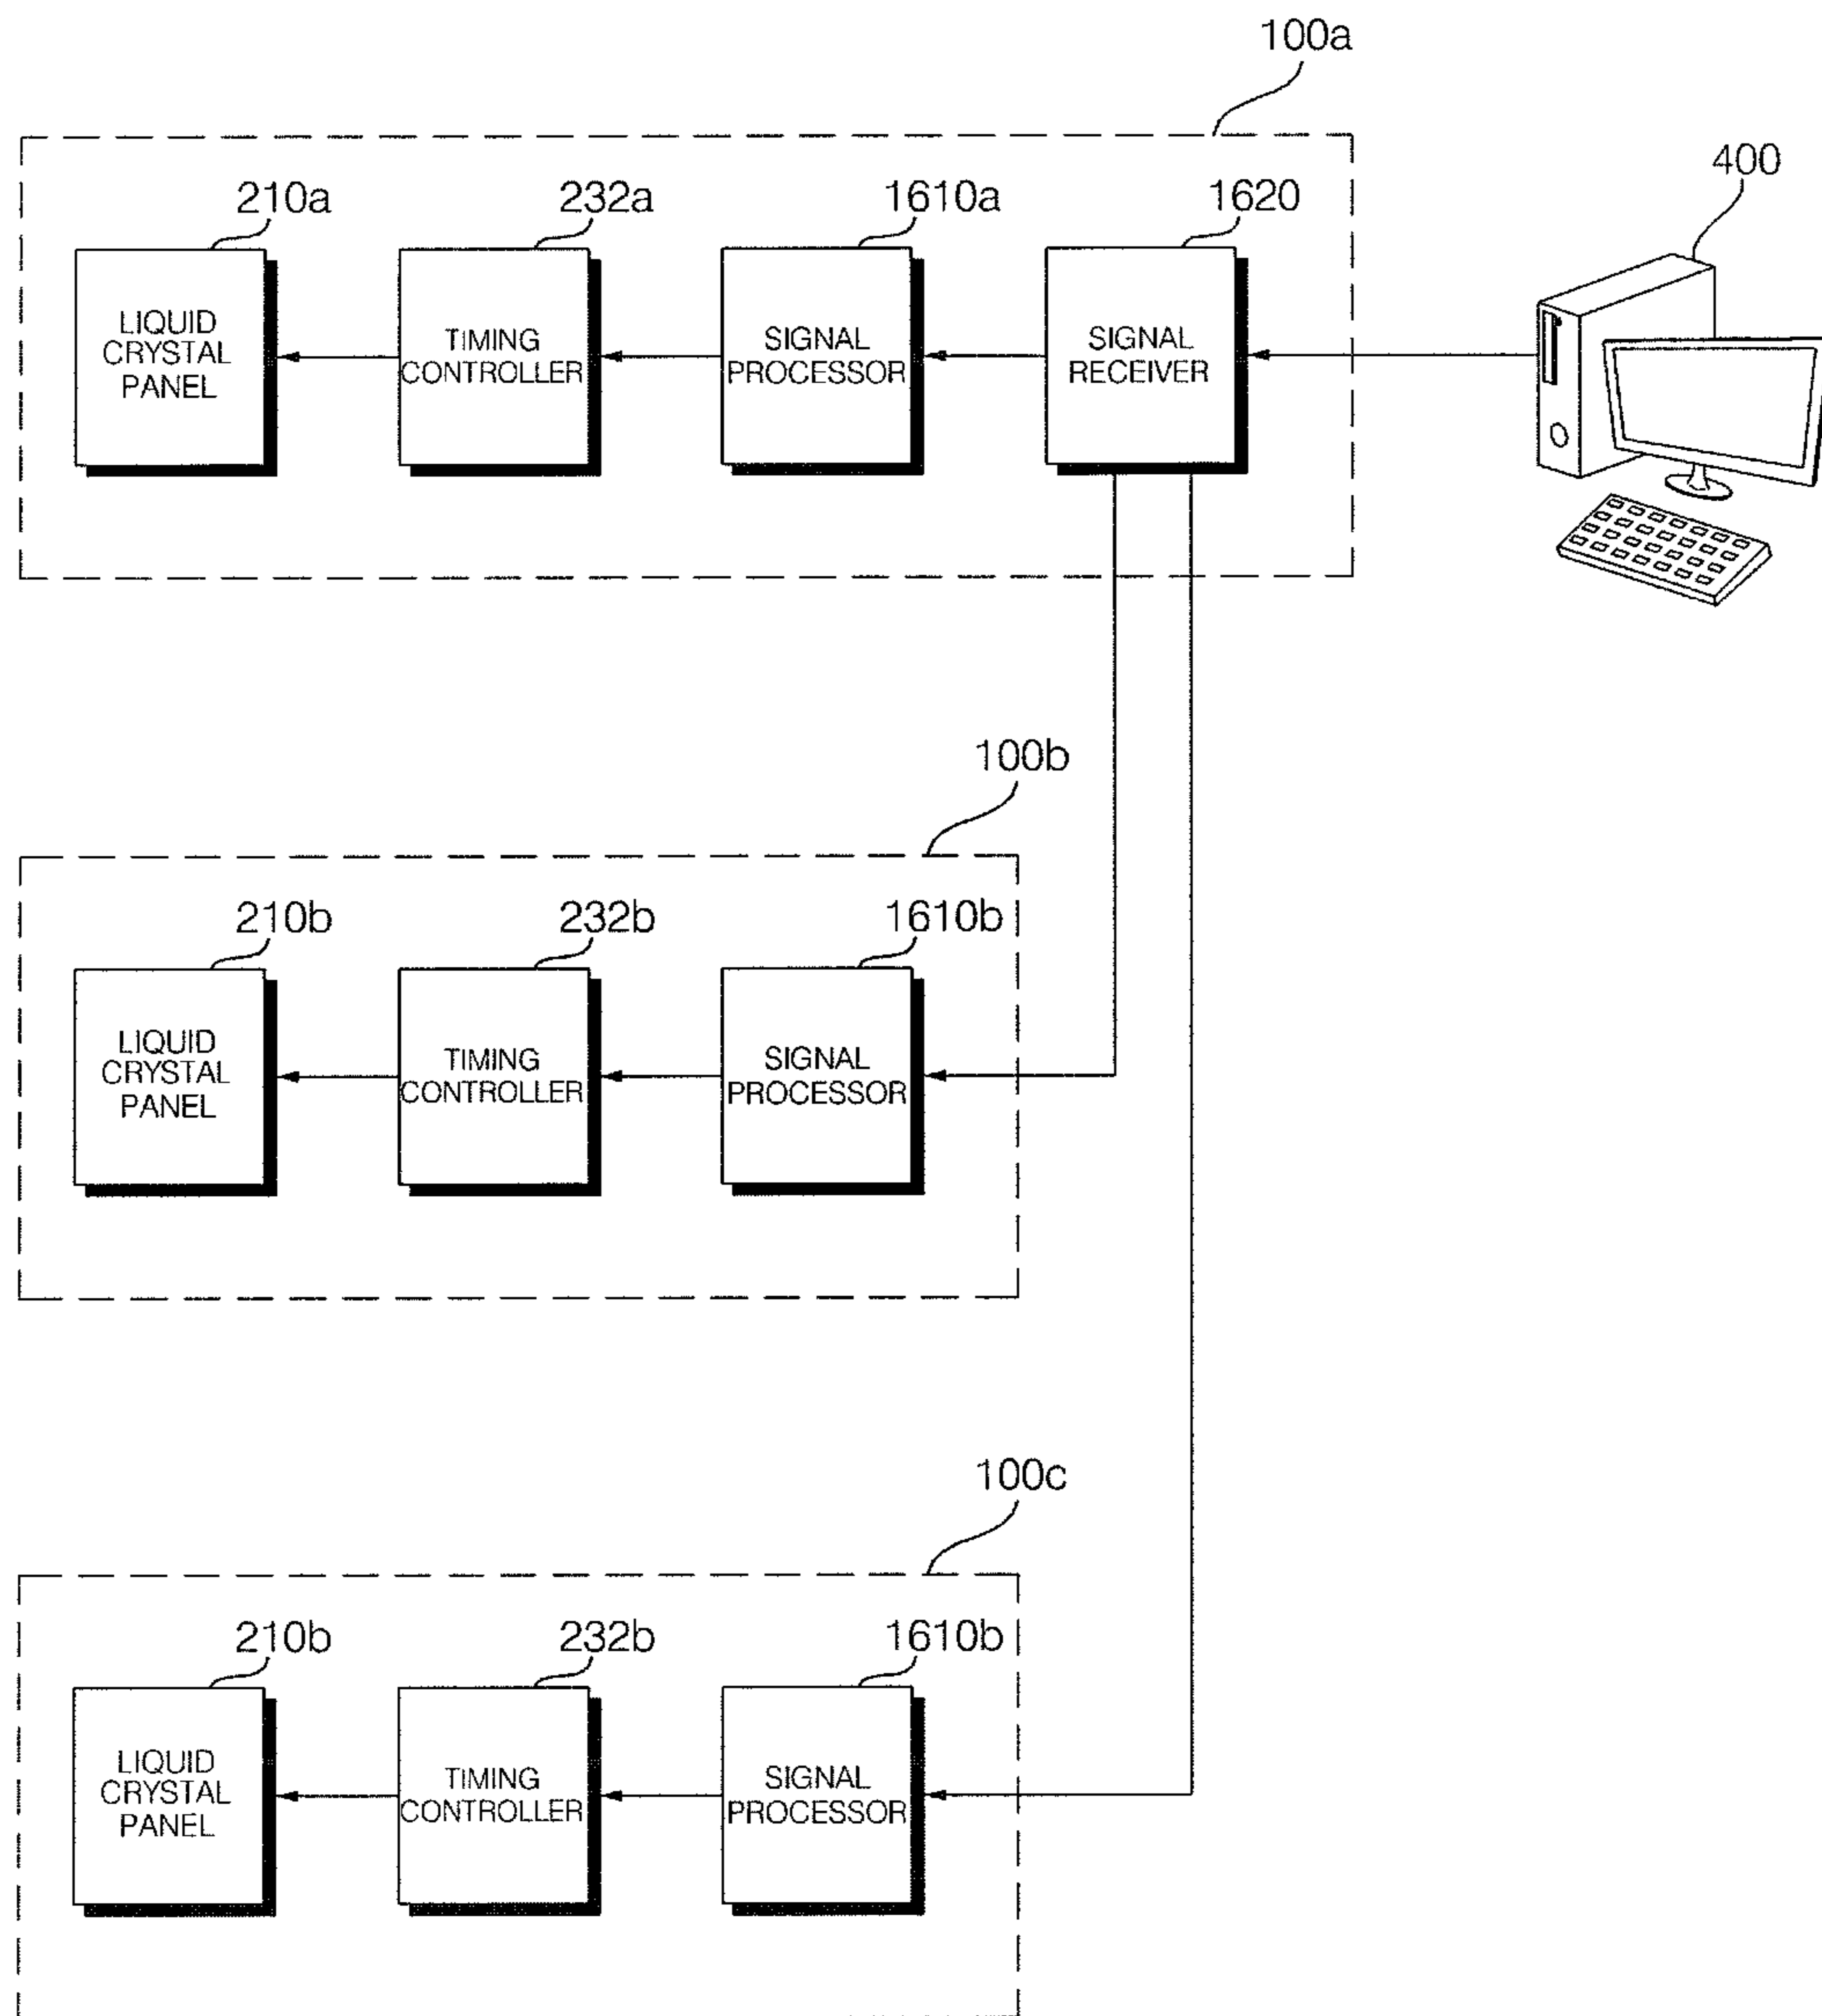 100a
400
210a
232a
1610a
1620
LIQUID
CRYSTAL
PANEL
TIMING
CONTROLLER
SIGNAL
PROCESSOR
SIGNAL
RECEIVER
100b
210b
232b
1610b
LIQUID
CRYSTAL
PANEL
TIMING
CONTROLLER
SIGNAL
PROCESSOR
100c
210b
232b
1610b
LIQUID
CRYSTAL
PANEL
TIMING
CONTROLLER
SIGNAL
PROCESSOR